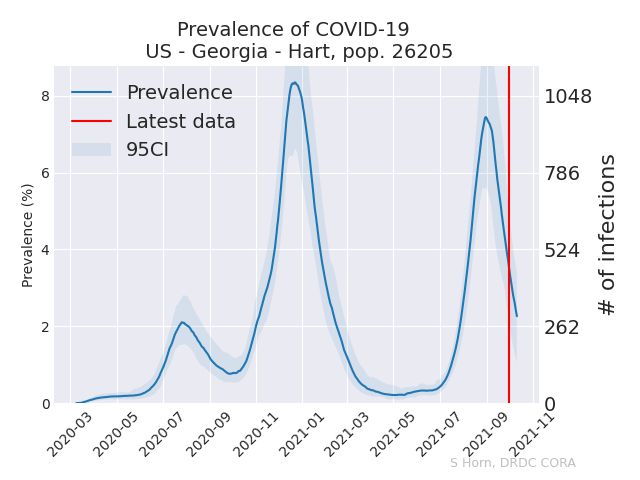 Prevalence of COVID-19
US - Georgia - Hart, pop. 26205
Prevalence
Latest data
95CI
Prevalence (%)
8
6
4
2
0
1048
786
524
262
0
# of infections
2020-03
2020-05
2020-07
2020-09
2020-11
2021-01
2021-03
2021-05
2021-07
2021-09
2021-11
S Horn, DRDC CORA